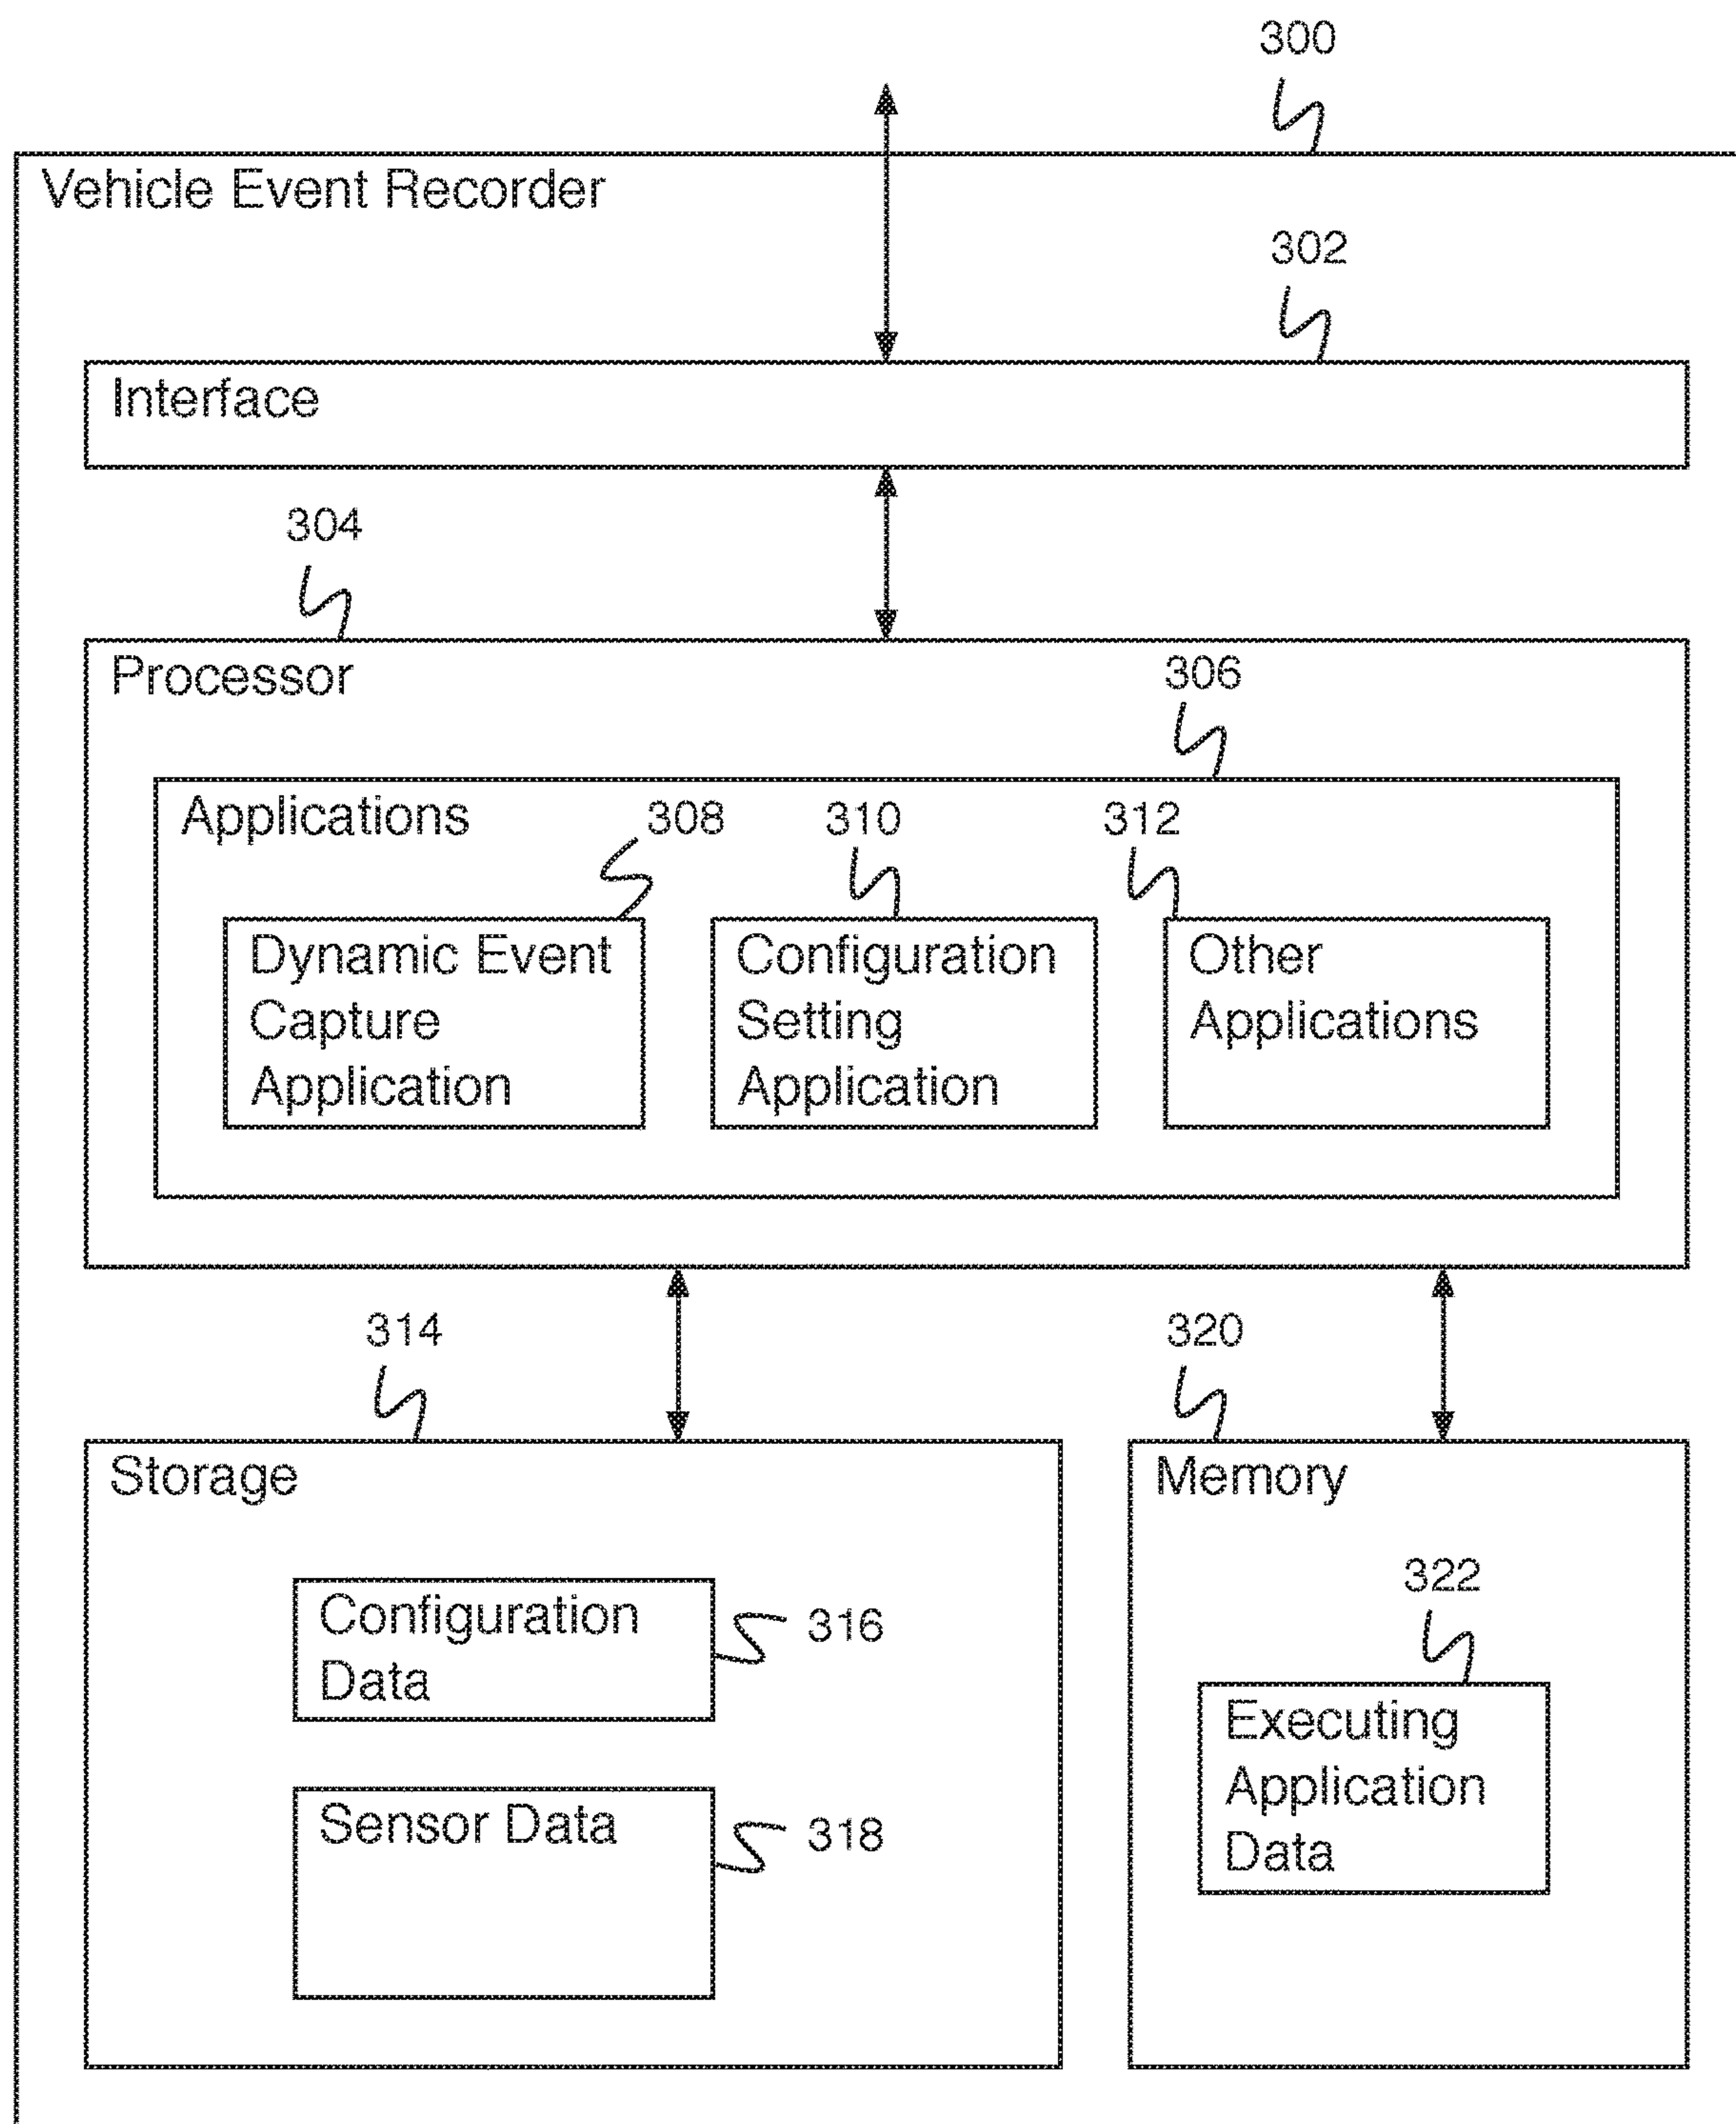 300
Vehicle Event Recorder
302
Interface
304
Processor
306
Applications
308
310
312
Dynamic Event
Capture
Application
Configuration
Setting
Application
Other
Applications
314
320
Storage
Memory
Configuration
Data
316
Sensor Data
318
322
Executing
Application
Data